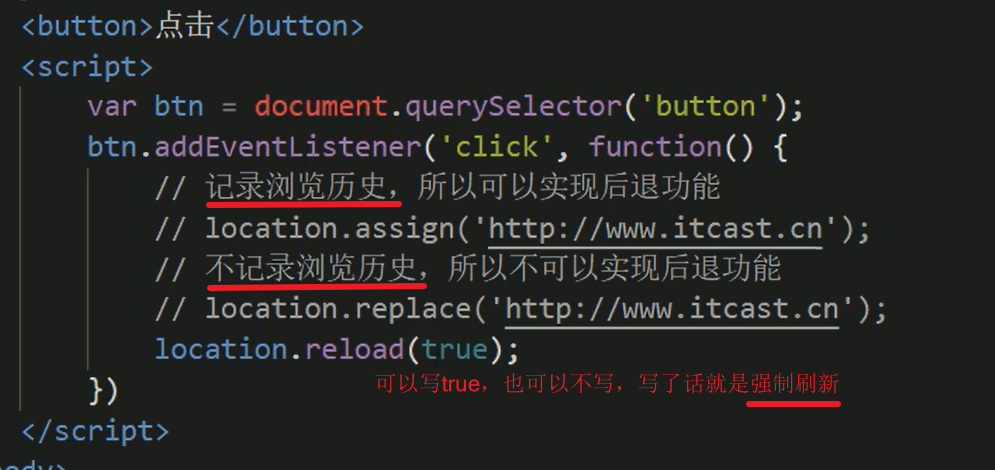 <button>点击</button>
<script>
var btn = document.querySelector('button');
btn.addEventListener('click', function() {
// 记录浏览历史，所以可以实现后退功能
// location.assign('http://www.itcast.cn');
// 不记录浏览历史，所以不可以实现后退功能
// location.replace('http://www.itcast.cn');
location.reload(true);
可以写true，也可以不写，写了话就是强制刷新
})
</script>